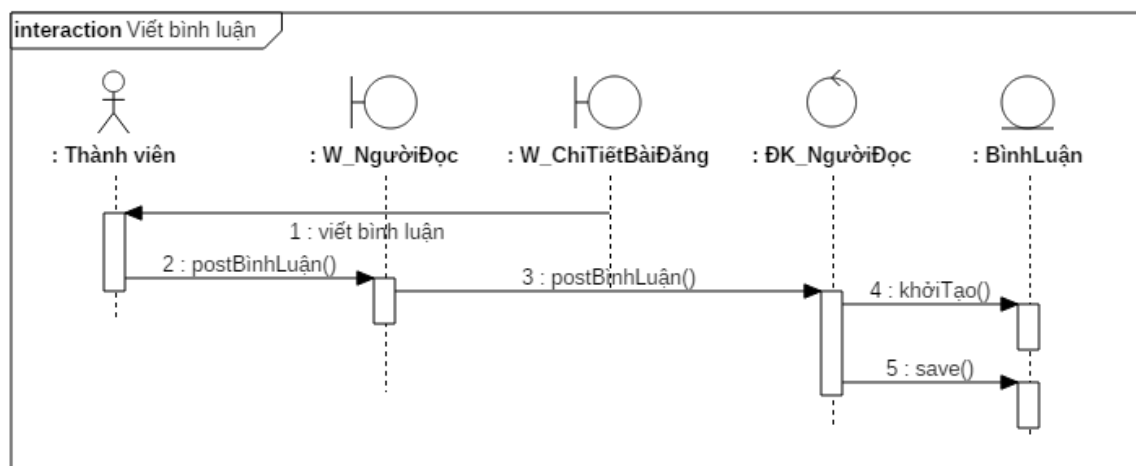 interaction Viết bình luận
: Thành viên
: W_NgườiĐọc
: W_ChiTiếtBàiĐăng
: ĐK_NgườiĐọc
: BìnhLuận
1 : viết bình luận
2 : postBìnhLuận()
3 : postBìnhLuận()
4 : khởiTạo()
5 : save()